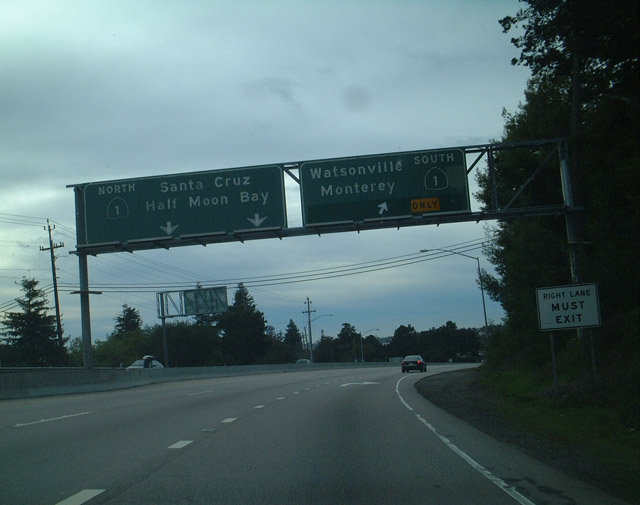 NORTH Santa Cruz
1 Half Moon Bay
Watsonville SOUTH
Monterey 1
ONLY
RIGHT LANE
MUST
EXIT